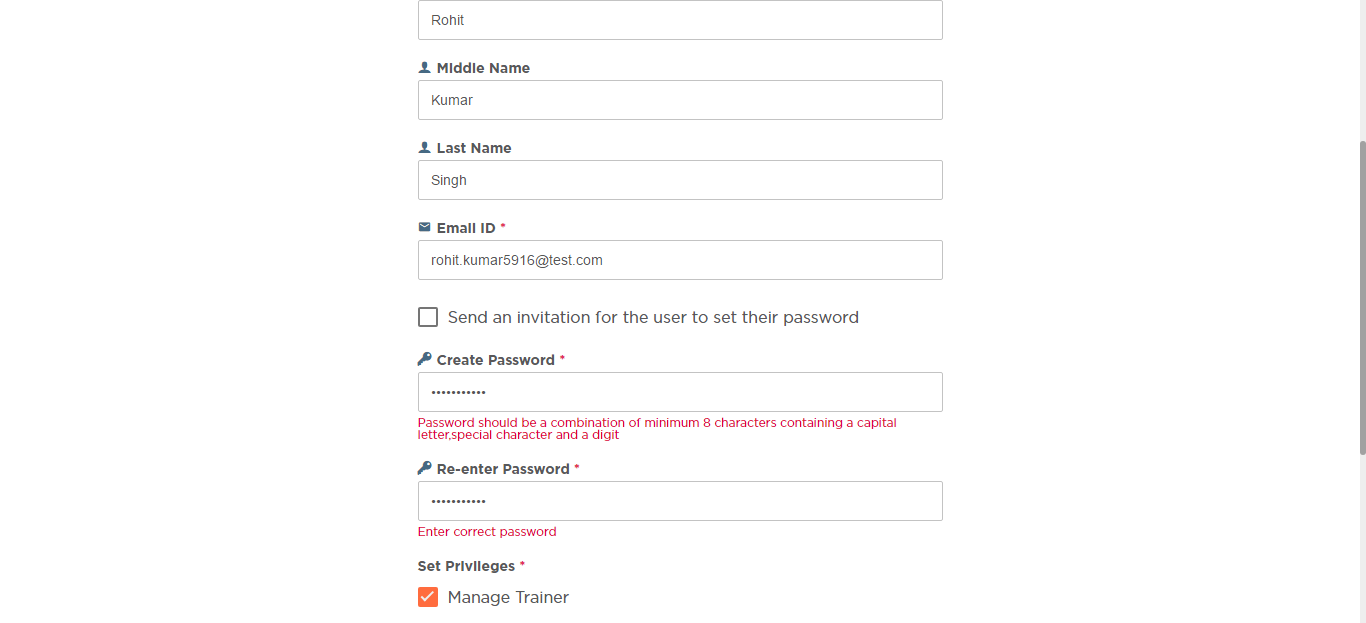 Rohit
Middle Name
Kumar
Last Name
Singh
Email ID *
rohit.kumar5916@test.com
Send an invitation for the user to set their password
Create Password *
•••••••••••
Password should be a combination of minimum 8 characters containing a capital
letter,special character and a digit
Re-enter Password *
•••••••••••
Enter correct password
Set Privileges *
Manage Trainer